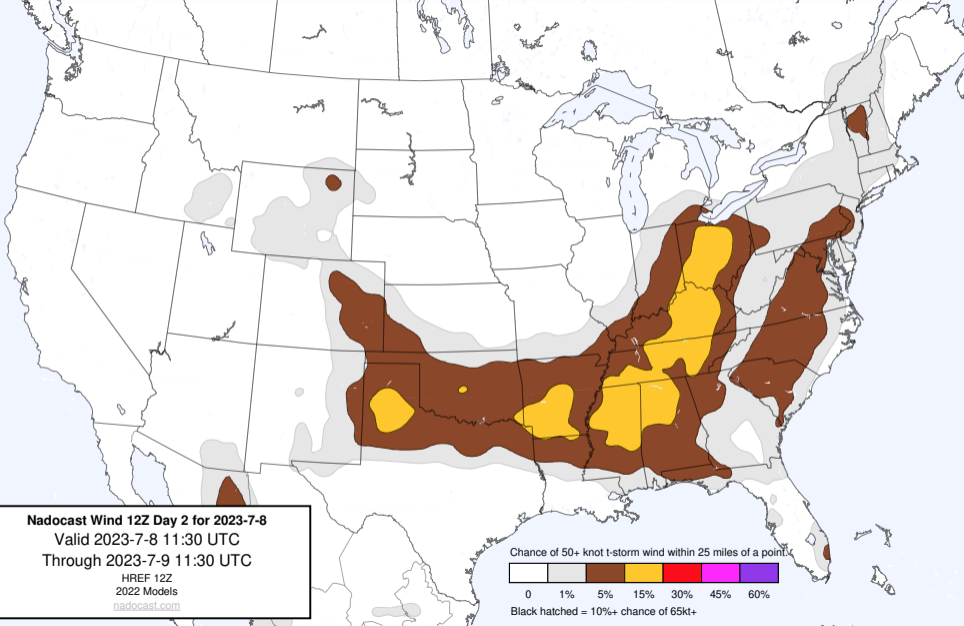 Nadocast Wind 12Z Day 2 for 2023-7-8
Valid 2023-7-8 11:30 UTC
Through 2023-7-9 11:30 UTC
HREF 12Z
2022 Models
nadocast.com
Chance of 50+ knot t-storm wind within 25 miles of a point.
0 1% 5% 15% 30% 45% 60%
Black hatched = 10%+ chance of 65kt+